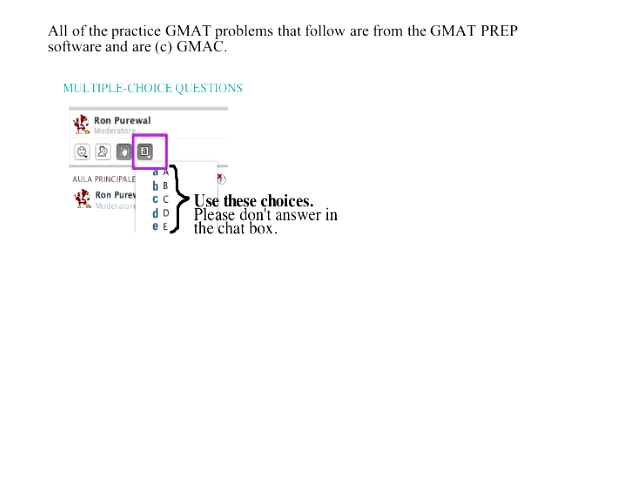 All of the practice GMAT problems that follow are from the GMAT PREP
software and are (c) GMAC.
MULTIPLE-CHOICE QUESTIONS
Ron Purewal
Moderatore
AULA PRINCIPALE
Ron Purew
Moderatore
a A
b B
c C
d D
e E
Use these choices.
Please don't answer in
the chat box.